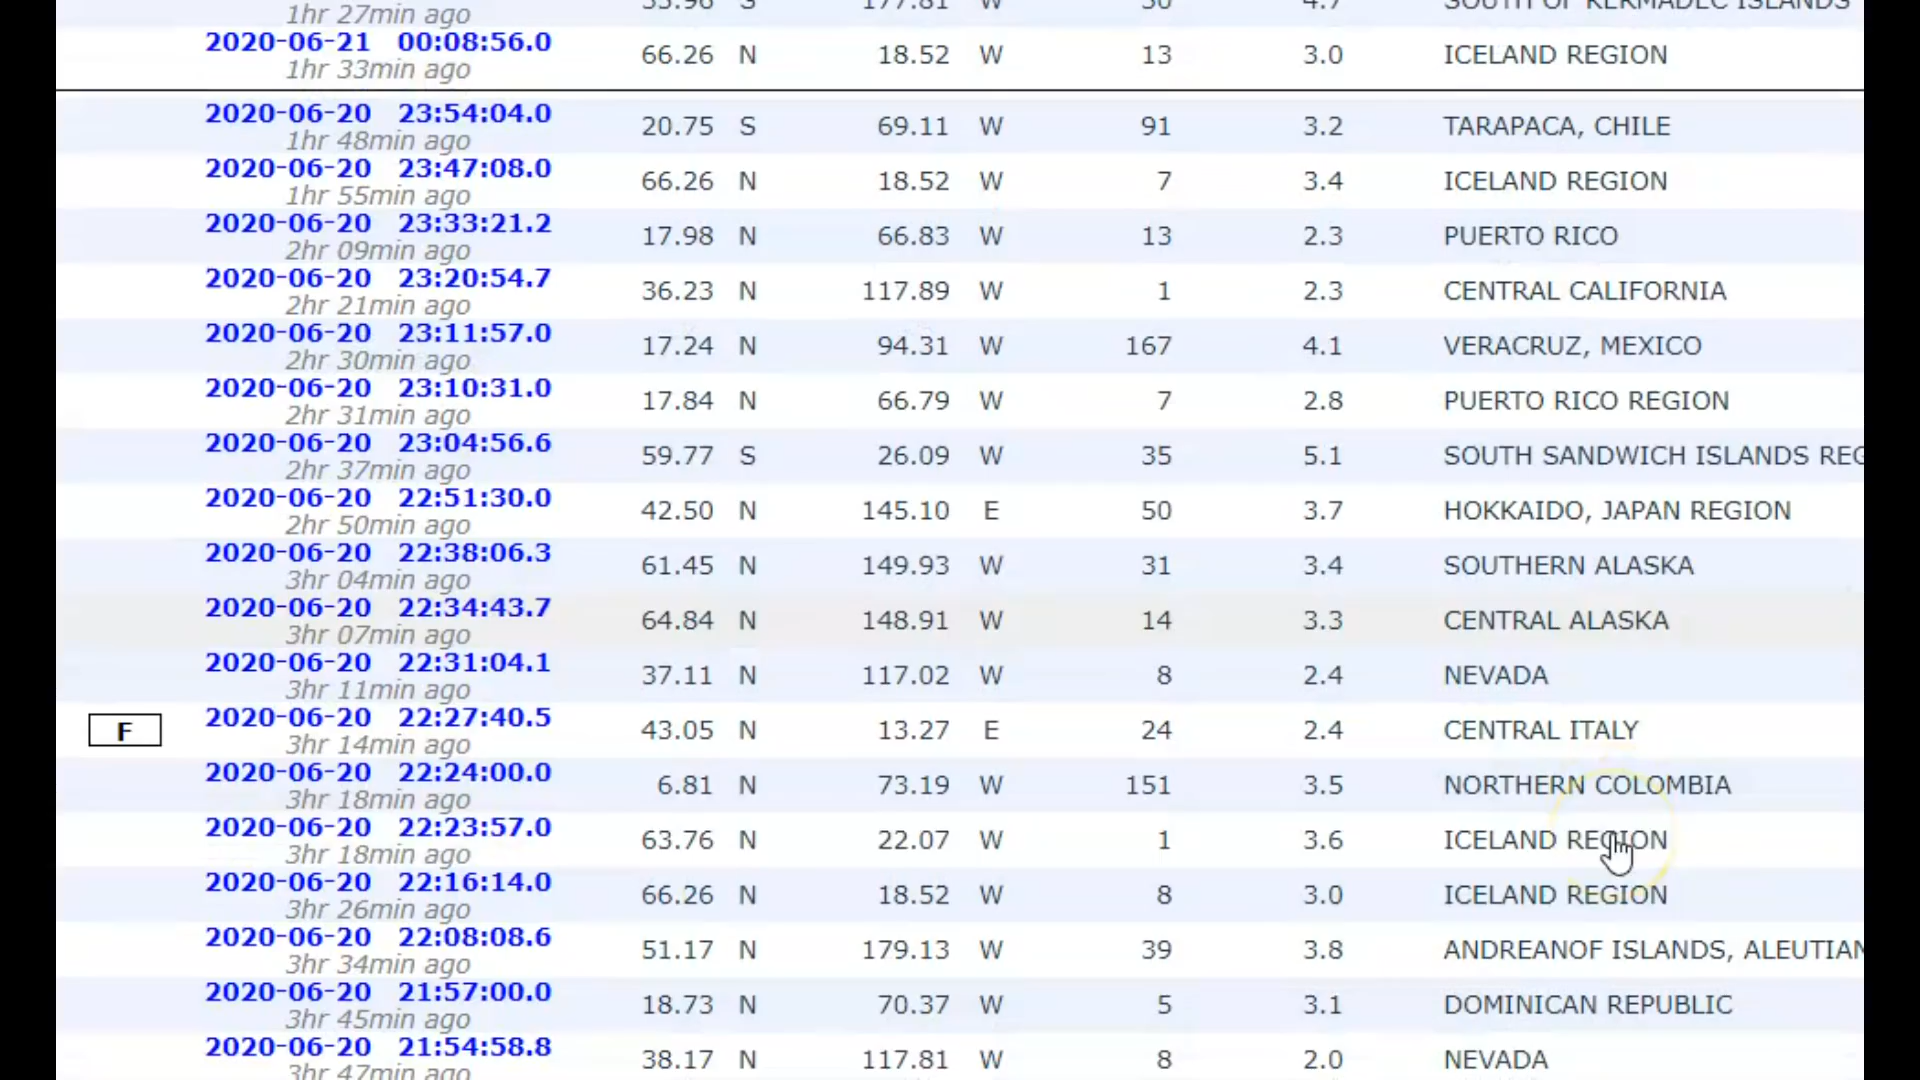 1hr 27min ago 35.96 S 177.81 W 50 4.7 SOUTH OF KERMADEC ISLANDS
2020-06-21 00:08:56.0
1hr 33min ago 66.26 N 18.52 W 13 3.0 ICELAND REGION
2020-06-20 23:54:04.0
1hr 48min ago 20.75 S 69.11 W 91 3.2 TARAPACA, CHILE
2020-06-20 23:47:08.0
1hr 55min ago 66.26 N 18.52 W 7 3.4 ICELAND REGION
2020-06-20 23:33:21.2
2hr 09min ago 17.98 N 66.83 W 13 2.3 PUERTO RICO
2020-06-20 23:20:54.7
2hr 21min ago 36.23 N 117.89 W 1 2.3 CENTRAL CALIFORNIA
2020-06-20 23:11:57.0
2hr 30min ago 17.24 N 94.31 W 167 4.1 VERACRUZ, MEXICO
2020-06-20 23:10:31.0
2hr 31min ago 17.84 N 66.79 W 7 2.8 PUERTO RICO REGION
2020-06-20 23:04:56.6
2hr 37min ago 59.77 S 26.09 W 35 5.1 SOUTH SANDWICH ISLANDS REG
2020-06-20 22:51:30.0
2hr 50min ago 42.50 N 145.10 E 50 3.7 HOKKAIDO, JAPAN REGION
2020-06-20 22:38:06.3
3hr 04min ago 61.45 N 149.93 W 31 3.4 SOUTHERN ALASKA
2020-06-20 22:34:43.7
3hr 07min ago 64.84 N 148.91 W 14 3.3 CENTRAL ALASKA
2020-06-20 22:31:04.1
3hr 11min ago 37.11 N 117.02 W 8 2.4 NEVADA
2020-06-20 22:27:40.5
F 3hr 14min ago 43.05 N 13.27 E 24 2.4 CENTRAL ITALY
2020-06-20 22:24:00.0
3hr 18min ago 6.81 N 73.19 W 151 3.5 NORTHERN COLOMBIA
2020-06-20 22:23:57.0
3hr 18min ago 63.76 N 22.07 W 1 3.6 ICELAND REGION
2020-06-20 22:16:14.0
3hr 26min ago 66.26 N 18.52 W 8 3.0 ICELAND REGION
2020-06-20 22:08:08.6
3hr 34min ago 51.17 N 179.13 W 39 3.8 ANDREANOF ISLANDS, ALEUTIAN
2020-06-20 21:57:00.0
3hr 45min ago 18.73 N 70.37 W 5 3.1 DOMINICAN REPUBLIC
2020-06-20 21:54:58.8
3hr 47min ago 38.17 N 117.81 W 8 2.0 NEVADA